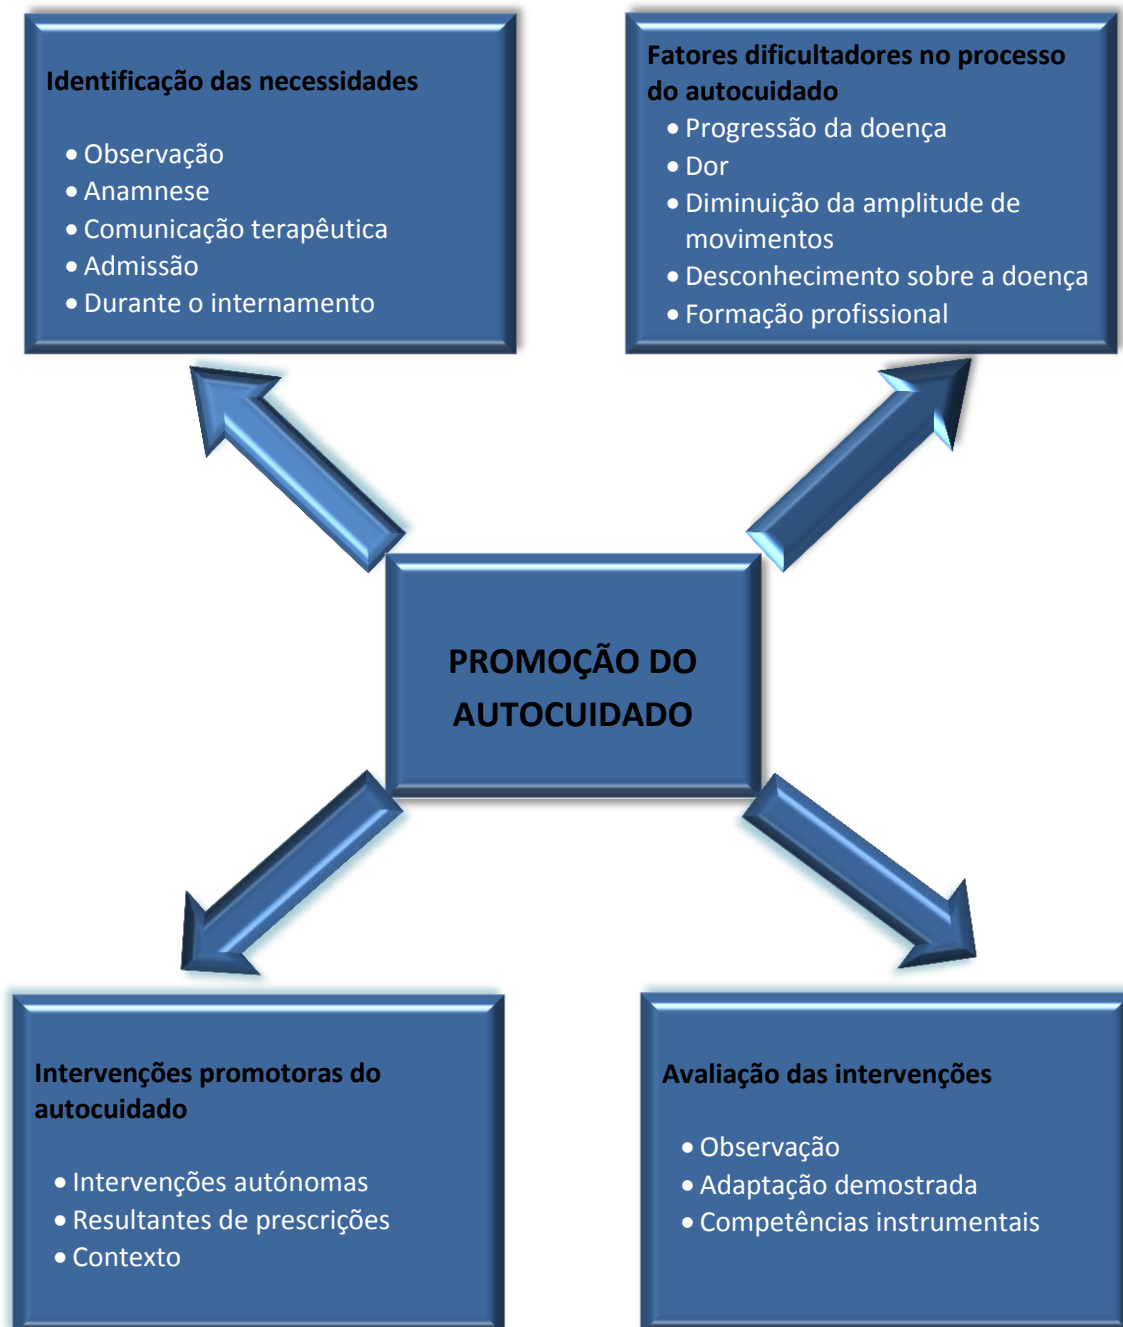 Identificação das necessidades
• Observação
• Anamnese
• Comunicação terapêutica
• Admissão
• Durante o internamento
Fatores dificultadores no processo
do autocuidado
• Progressão da doença
• Dor
• Diminuição da amplitude de
movimentos
• Desconhecimento sobre a doença
• Formação profissional
PROMOÇÃO DO
AUTOCUIDADO
Intervenções promotoras do
autocuidado
• Intervenções autónomas
• Resultantes de prescrições
• Contexto
Avaliação das intervenções
• Observação
• Adaptação demostrada
• Competências instrumentais